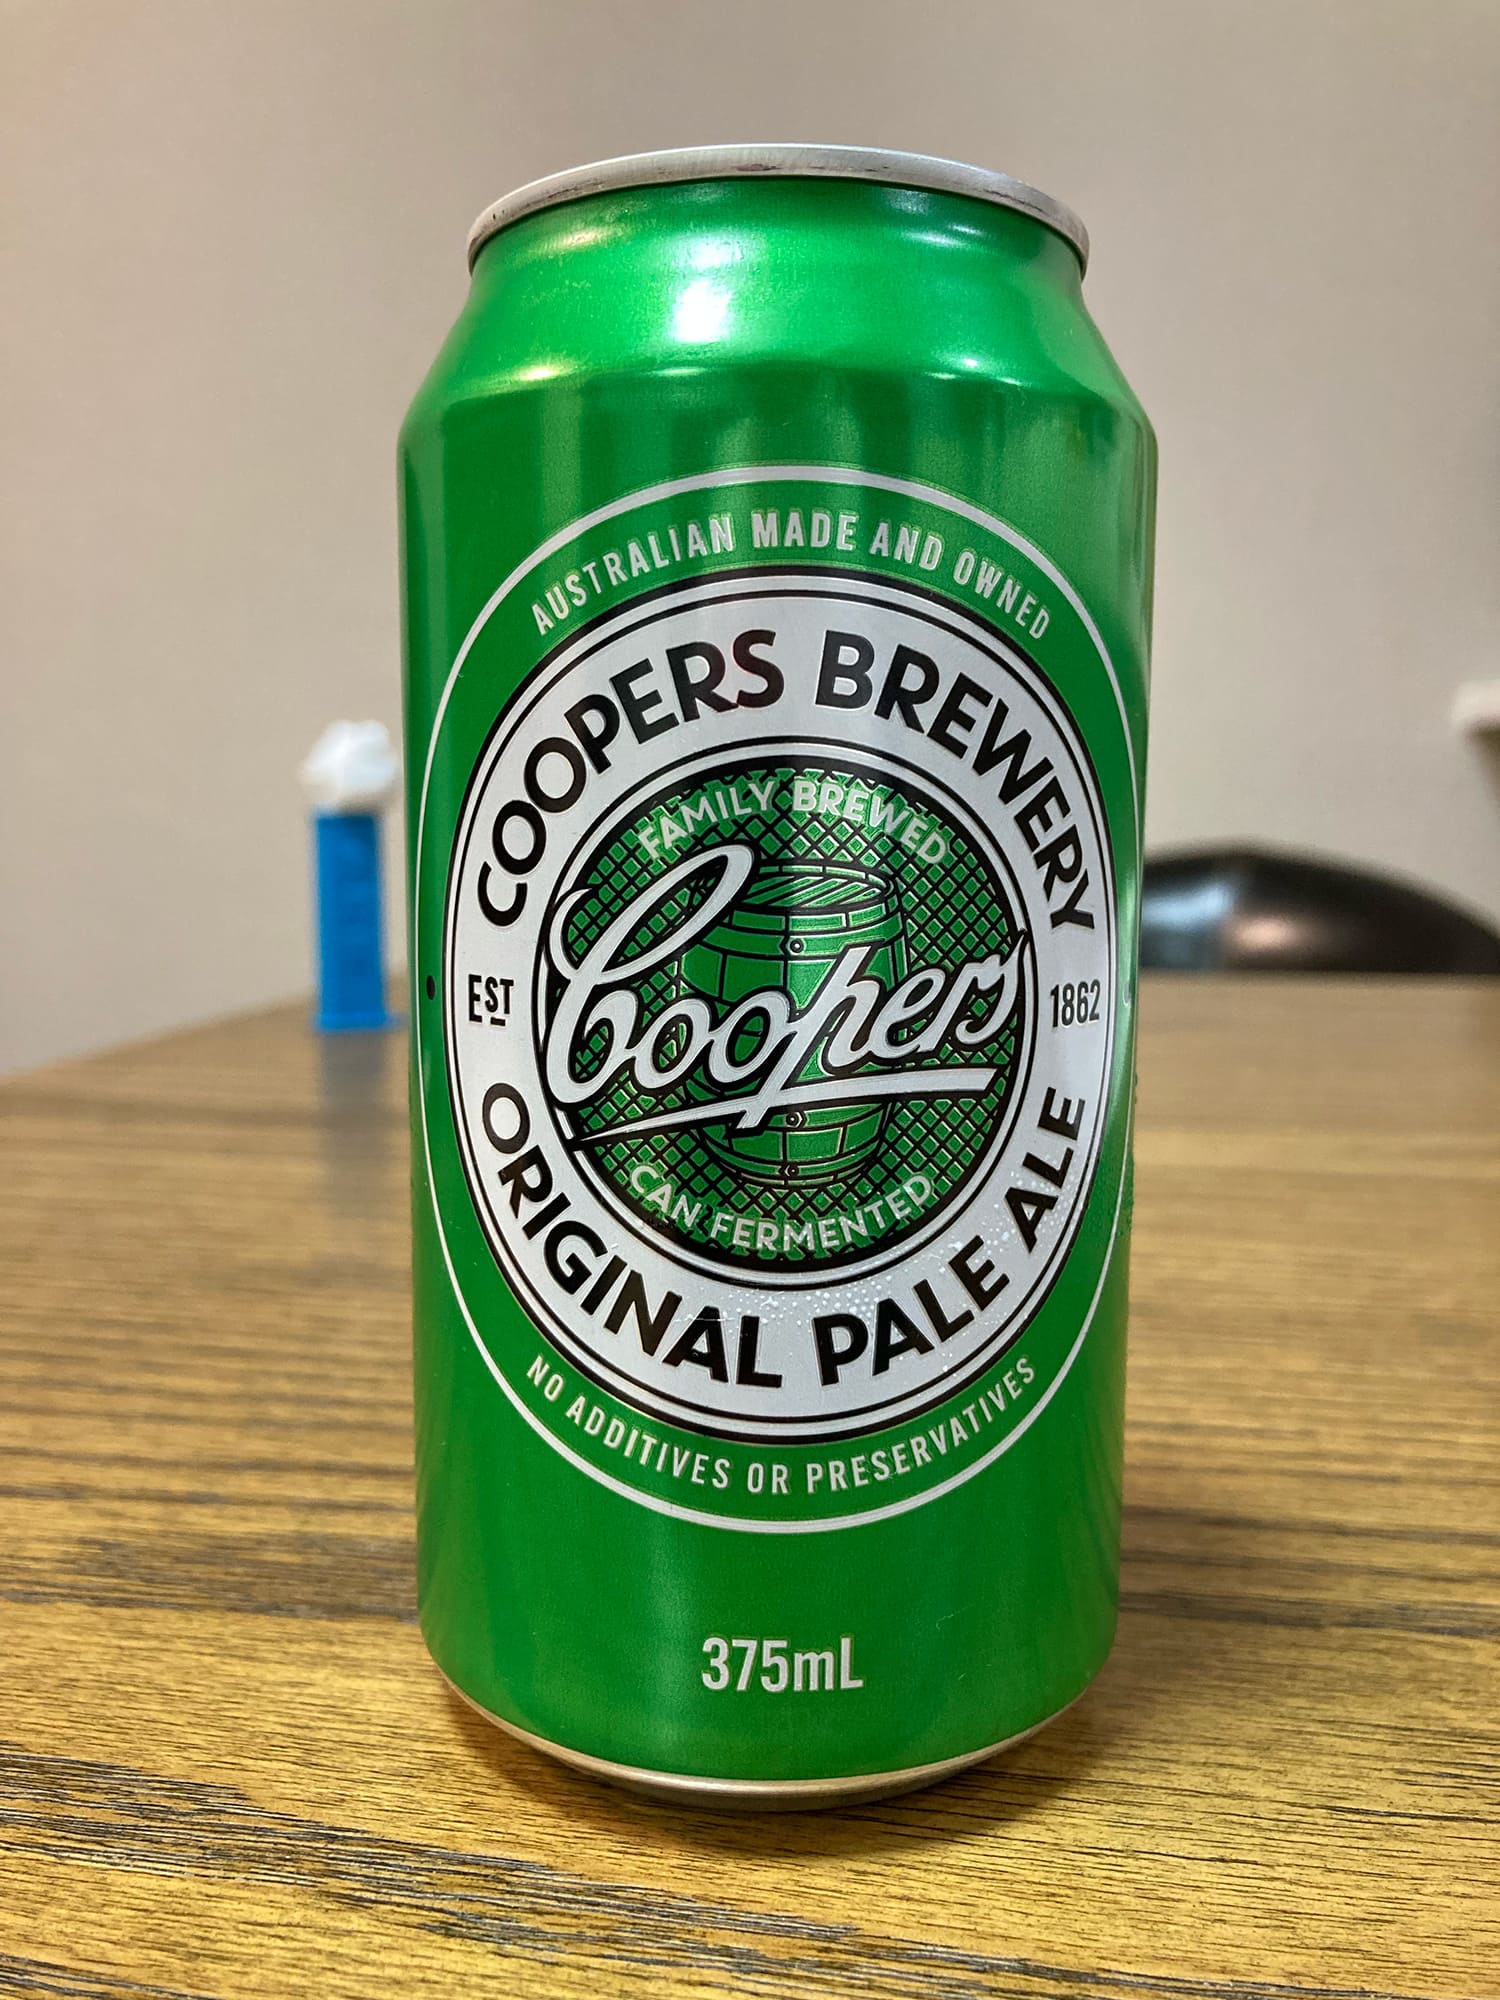 AUSTRALIAN MADE AND OWNED
COOPERS BREWERY
FAMILY BREWED
Coopers
EST 1862
CAN FERMENTED
ORIGINAL PALE ALE
NO ADDITIVES OR PRESERVATIVES
375mL